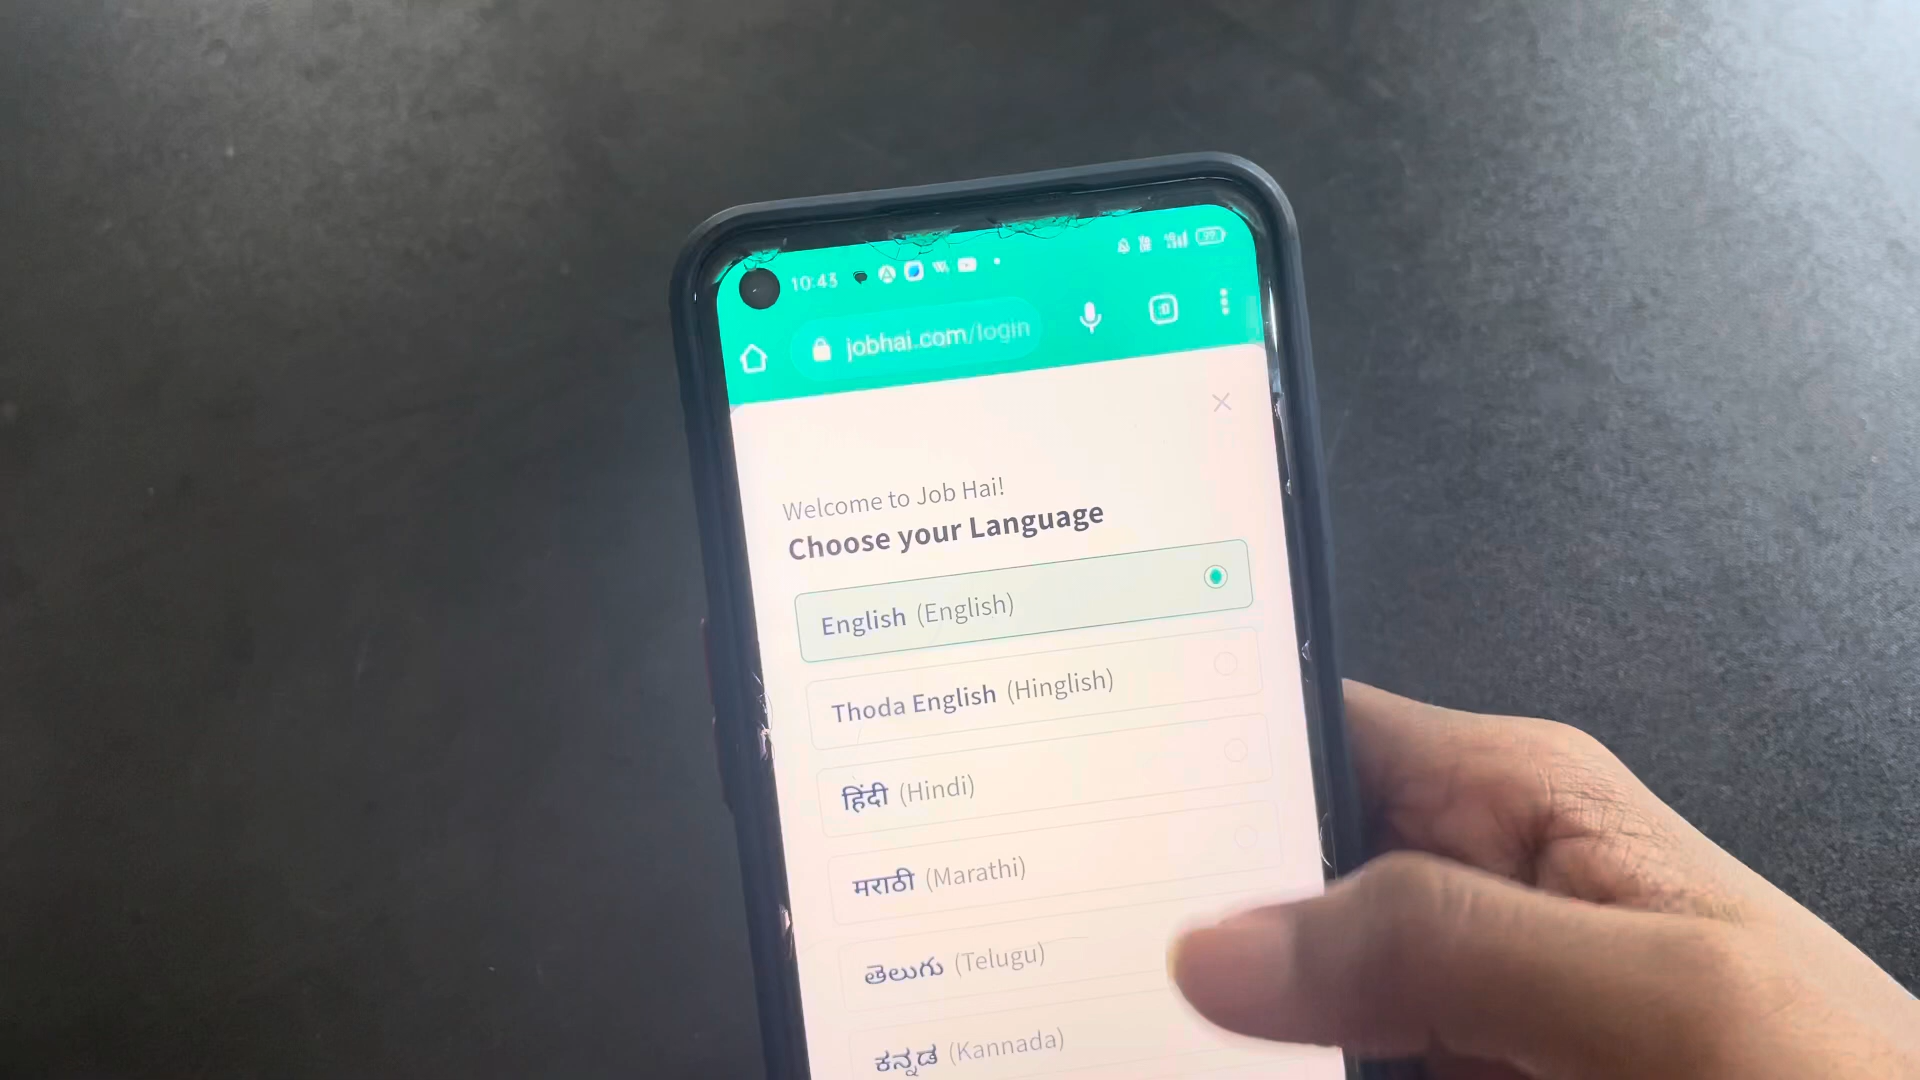 10:43
jobhai.com/login
Welcome to Job Hai!
Choose your Language
English (English)
Thoda English (Hinglish)
हिंदी (Hindi)
मराठी (Marathi)
తెలుగు (Telugu)
ಕನ್ನಡ (Kannada)